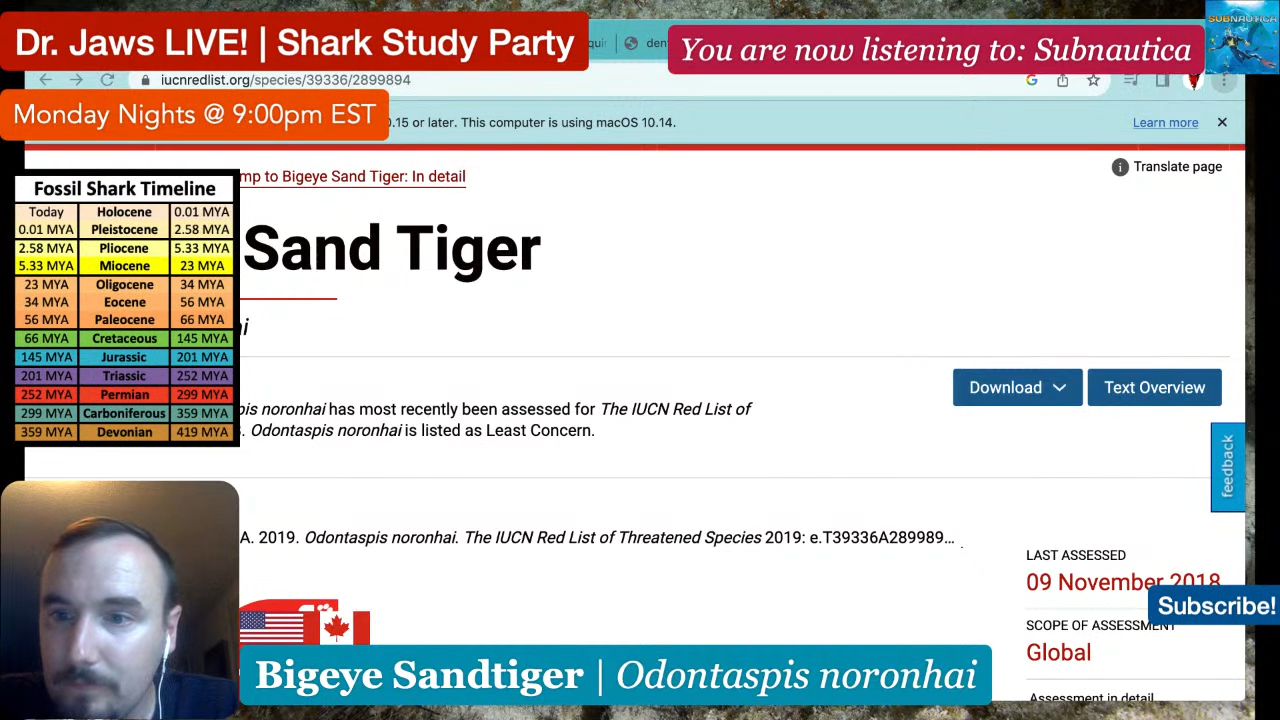 Dr. Jaws LIVE! | Shark Study Party
You are now listening to: Subnautica
SUBNAUTICA
iucnredlist.org/species/39336/2899894
Monday Nights @ 9:00pm EST
.15 or later. This computer is using macOS 10.14.
Learn more
Translate page
mp to Bigeye Sand Tiger: In detail
Fossil Shark Timeline
Today Holocene 0.01 MYA
0.01 MYA Pleistocene 2.58 MYA
2.58 MYA Pliocene 5.33 MYA
5.33 MYA Miocene 23 MYA
23 MYA Oligocene 34 MYA
34 MYA Eocene 56 MYA
56 MYA Paleocene 66 MYA
66 MYA Cretaceous 145 MYA
145 MYA Jurassic 201 MYA
201 MYA Triassic 252 MYA
252 MYA Permian 299 MYA
299 MYA Carboniferous 359 MYA
359 MYA Devonian 419 MYA
Sand Tiger
Download
Text Overview
pis noronhai has most recently been assessed for The IUCN Red List of
. Odontaspis noronhai is listed as Least Concern.
feedback
A. 2019. Odontaspis noronhai. The IUCN Red List of Threatened Species 2019: e.T39336A289989...
LAST ASSESSED
09 November 2018
Subscribe!
SCOPE OF ASSESSMENT
Global
Bigeye Sandtiger | Odontaspis noronhai
Assessment in detail